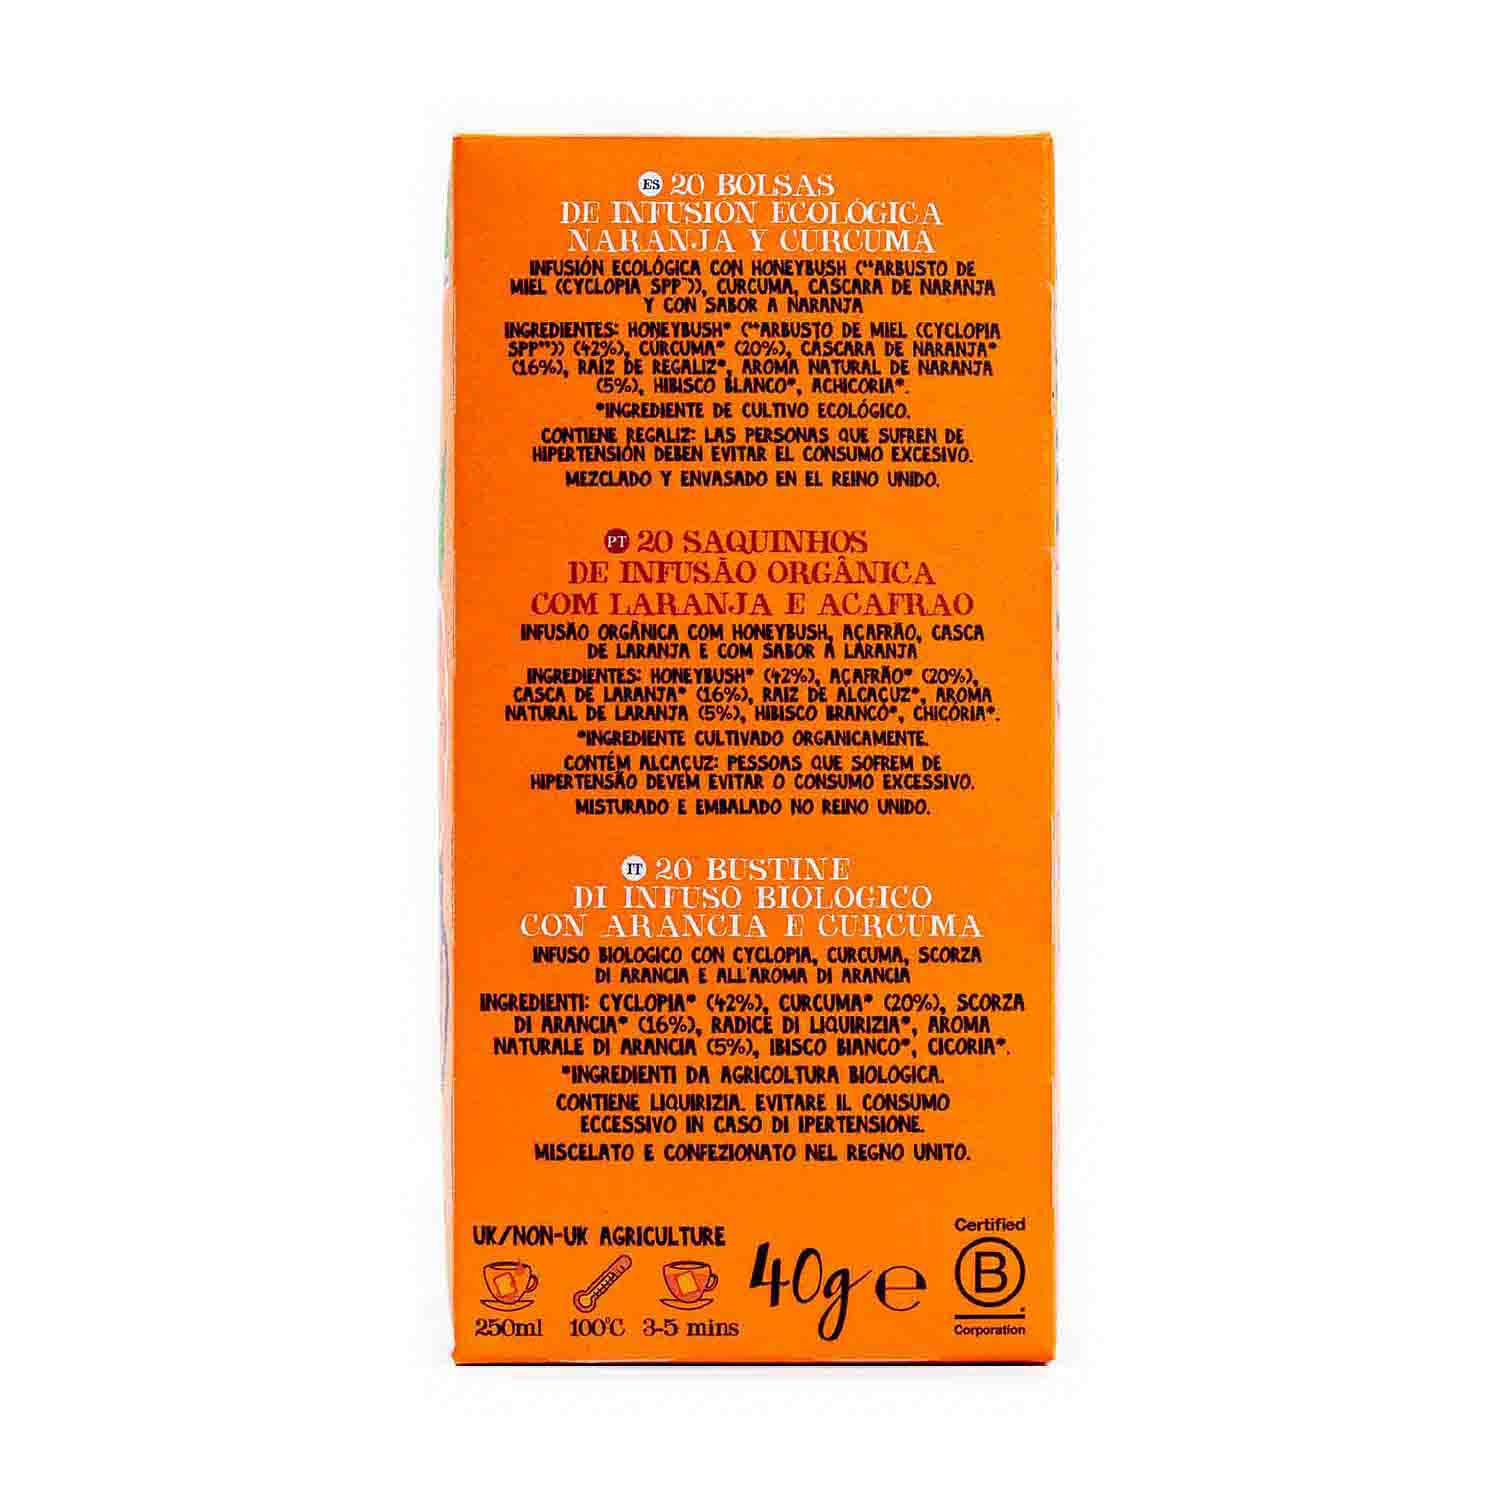 ES 20 BOLSAS
DE INFUSIÓN ECOLÓGICA
NARANJA Y CÚRCUMA
INFUSIÓN ECOLÓGICA CON HONEYBUSH ("ARBUSTO DE
MIEL (CYCLOPIA SPP")), CÚRCUMA, CÁSCARA DE NARANJA
Y CON SABOR A NARANJA
INGREDIENTES: HONEYBUSH* ("ARBUSTO DE MIEL (CYCLOPIA
SPP")) (42%), CÚRCUMA* (20%), CÁSCARA DE NARANJA*
(16%), RAÍZ DE REGALIZ*, AROMA NATURAL DE NARANJA
(5%), HIBISCO BLANCO*, ACHICORIA*.
*INGREDIENTE DE CULTIVO ECOLÓGICO.
CONTIENE REGALIZ: LAS PERSONAS QUE SUFREN DE
HIPERTENSIÓN DEBEN EVITAR EL CONSUMO EXCESIVO.
MEZCLADO Y ENVASADO EN EL REINO UNIDO.
PT 20 SAQUINHOS
DE INFUSÃO ORGÂNICA
COM LARANJA E ACAFRAO
INFUSÃO ORGÂNICA COM HONEYBUSH, AÇAFRÃO, CASCA
DE LARANJA E COM SABOR A LARANJA
INGREDIENTES: HONEYBUSH* (42%), AÇAFRÃO* (20%),
CASCA DE LARANJA* (16%), RAIZ DE ALCAÇUZ*, AROMA
NATURAL DE LARANJA (5%), HIBISCO BRANCO*, CHICÓRIA*.
*INGREDIENTE CULTIVADO ORGANICAMENTE.
CONTÉM ALCAÇUZ: PESSOAS QUE SOFREM DE
HIPERTENSÃO DEVEM EVITAR O CONSUMO EXCESSIVO.
MISTURADO E EMBALADO NO REINO UNIDO.
IT 20 BUSTINE
DI INFUSO BIOLOGICO
CON ARANCIA E CURCUMA
INFUSO BIOLOGICO CON CYCLOPIA, CURCUMA, SCORZA
DI ARANCIA E ALL'AROMA DI ARANCIA
INGREDIENTI: CYCLOPIA* (42%), CURCUMA* (20%), SCORZA
DI ARANCIA* (16%), RADICE DI LIQUIRIZIA*, AROMA
NATURALE DI ARANCIA (5%), IBISCO BIANCO*, CICORIA*.
*INGREDIENTI DA AGRICOLTURA BIOLOGICA.
CONTIENE LIQUIRIZIA. EVITARE IL CONSUMO
ECCESSIVO IN CASO DI IPERTENSIONE.
MISCELATO E CONFEZIONATO NEL REGNO UNITO.
UK/NON-UK AGRICULTURE
250ml 100°C 3-5 mins
40g e
Certified
B
Corporation